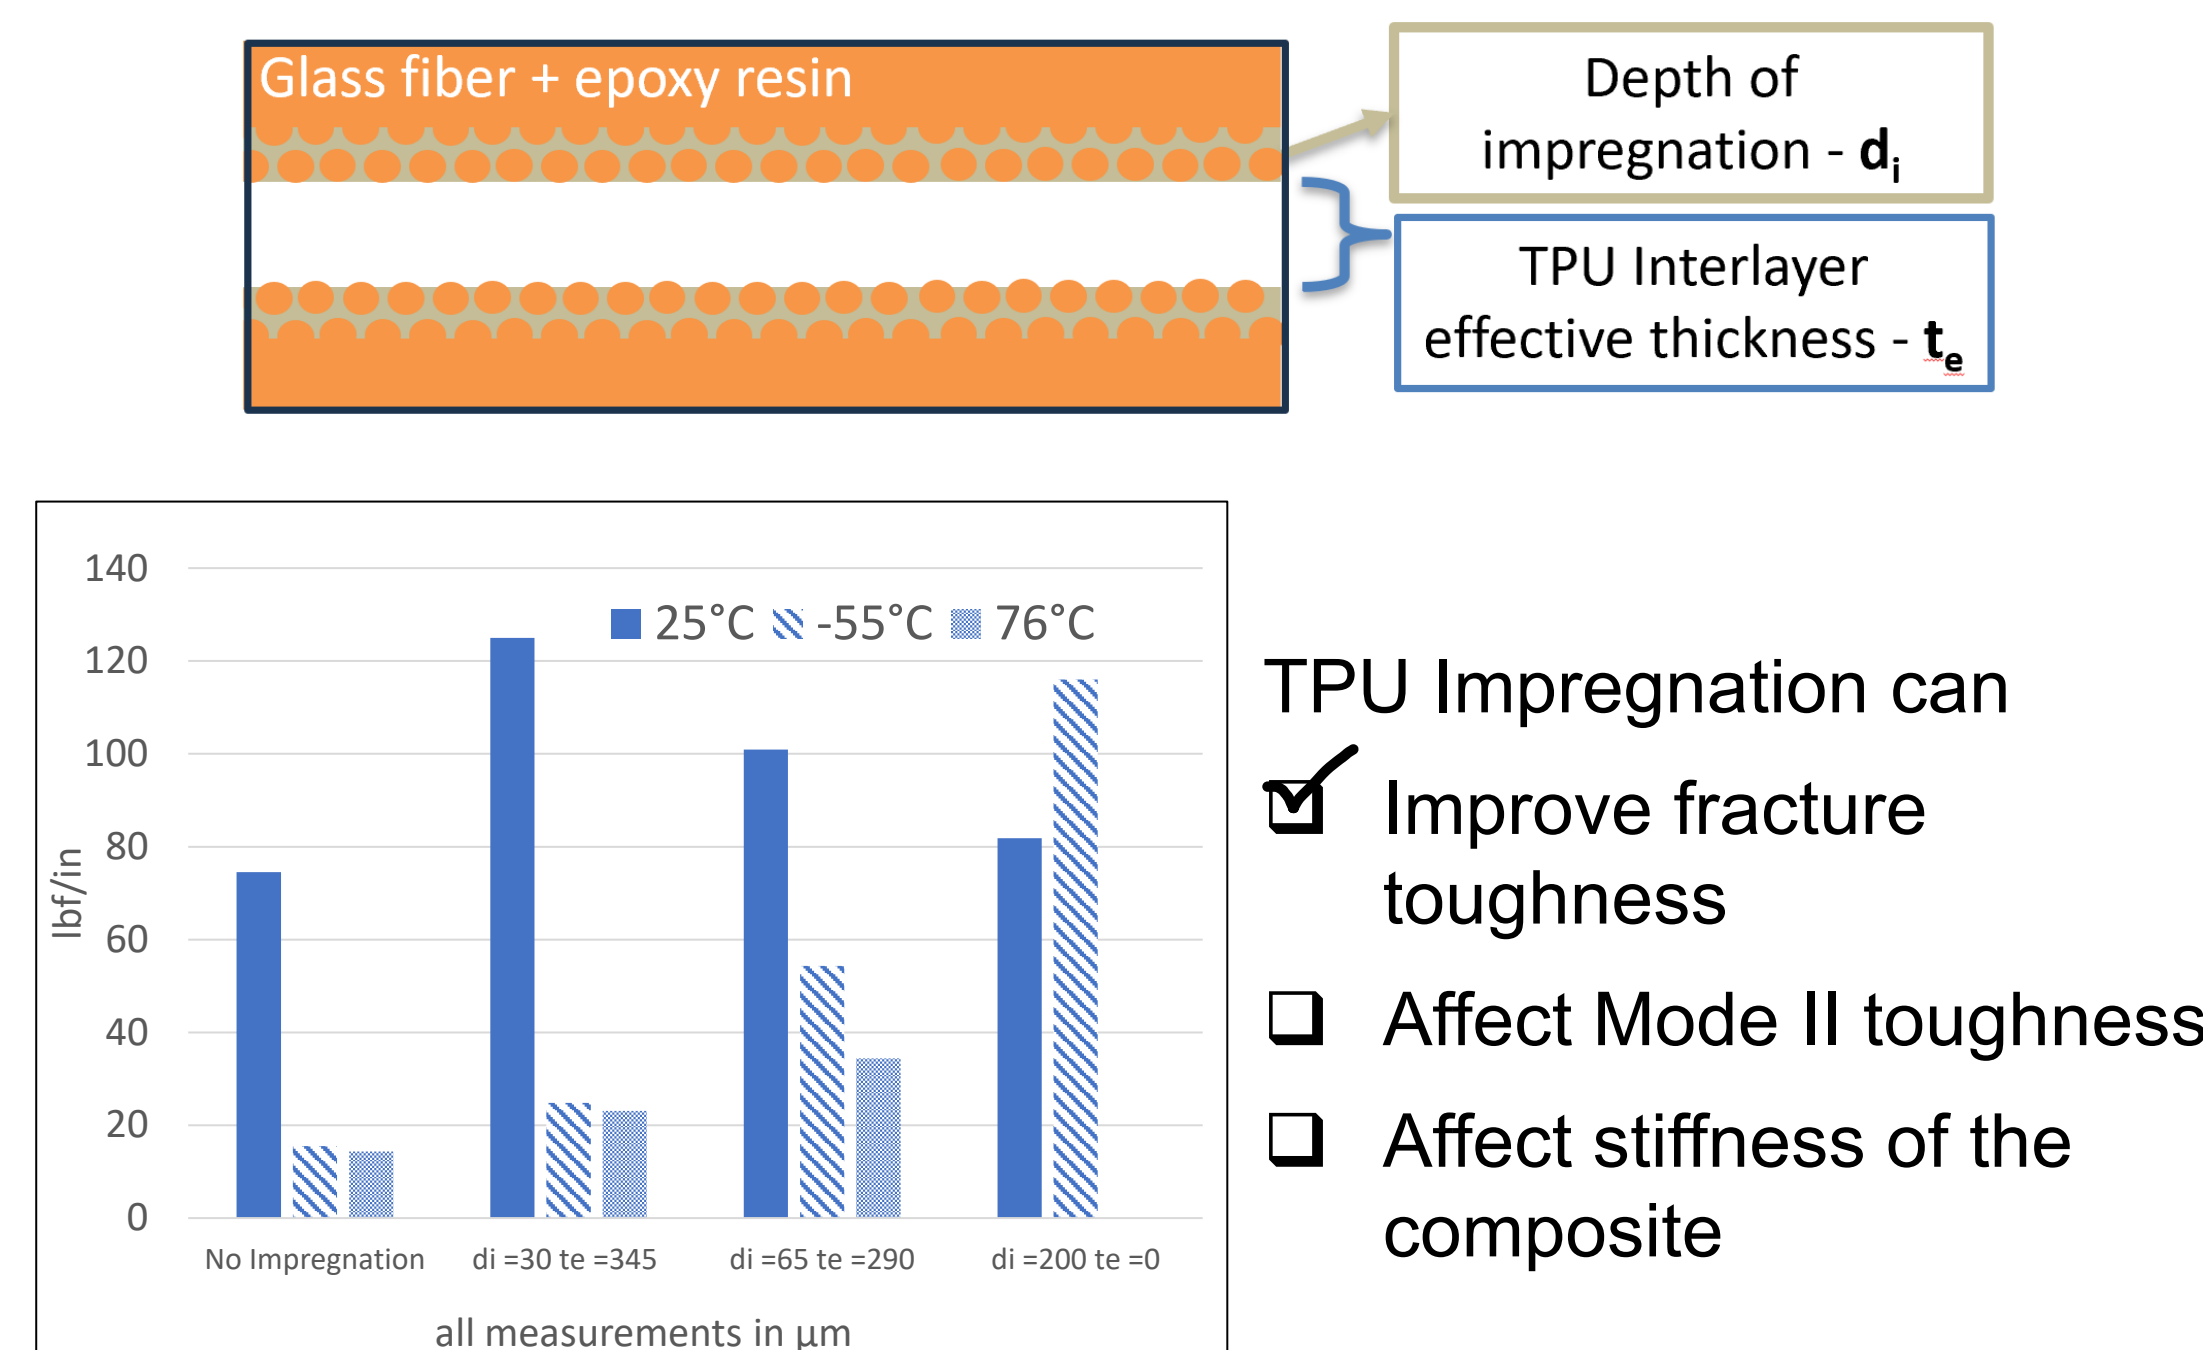 Glass fiber + epoxy resin
Depth of
impregnation - dᵢ
TPU Interlayer
effective thickness - tₑ
140
120
100
80
60
40
20
0
lbf/in
25°C -55°C 76°C
No Impregnation di =30 te =345 di =65 te =290 di =200 te =0
all measurements in µm
TPU Impregnation can
Improve fracture
toughness
Affect Mode II toughness
Affect stiffness of the
composite